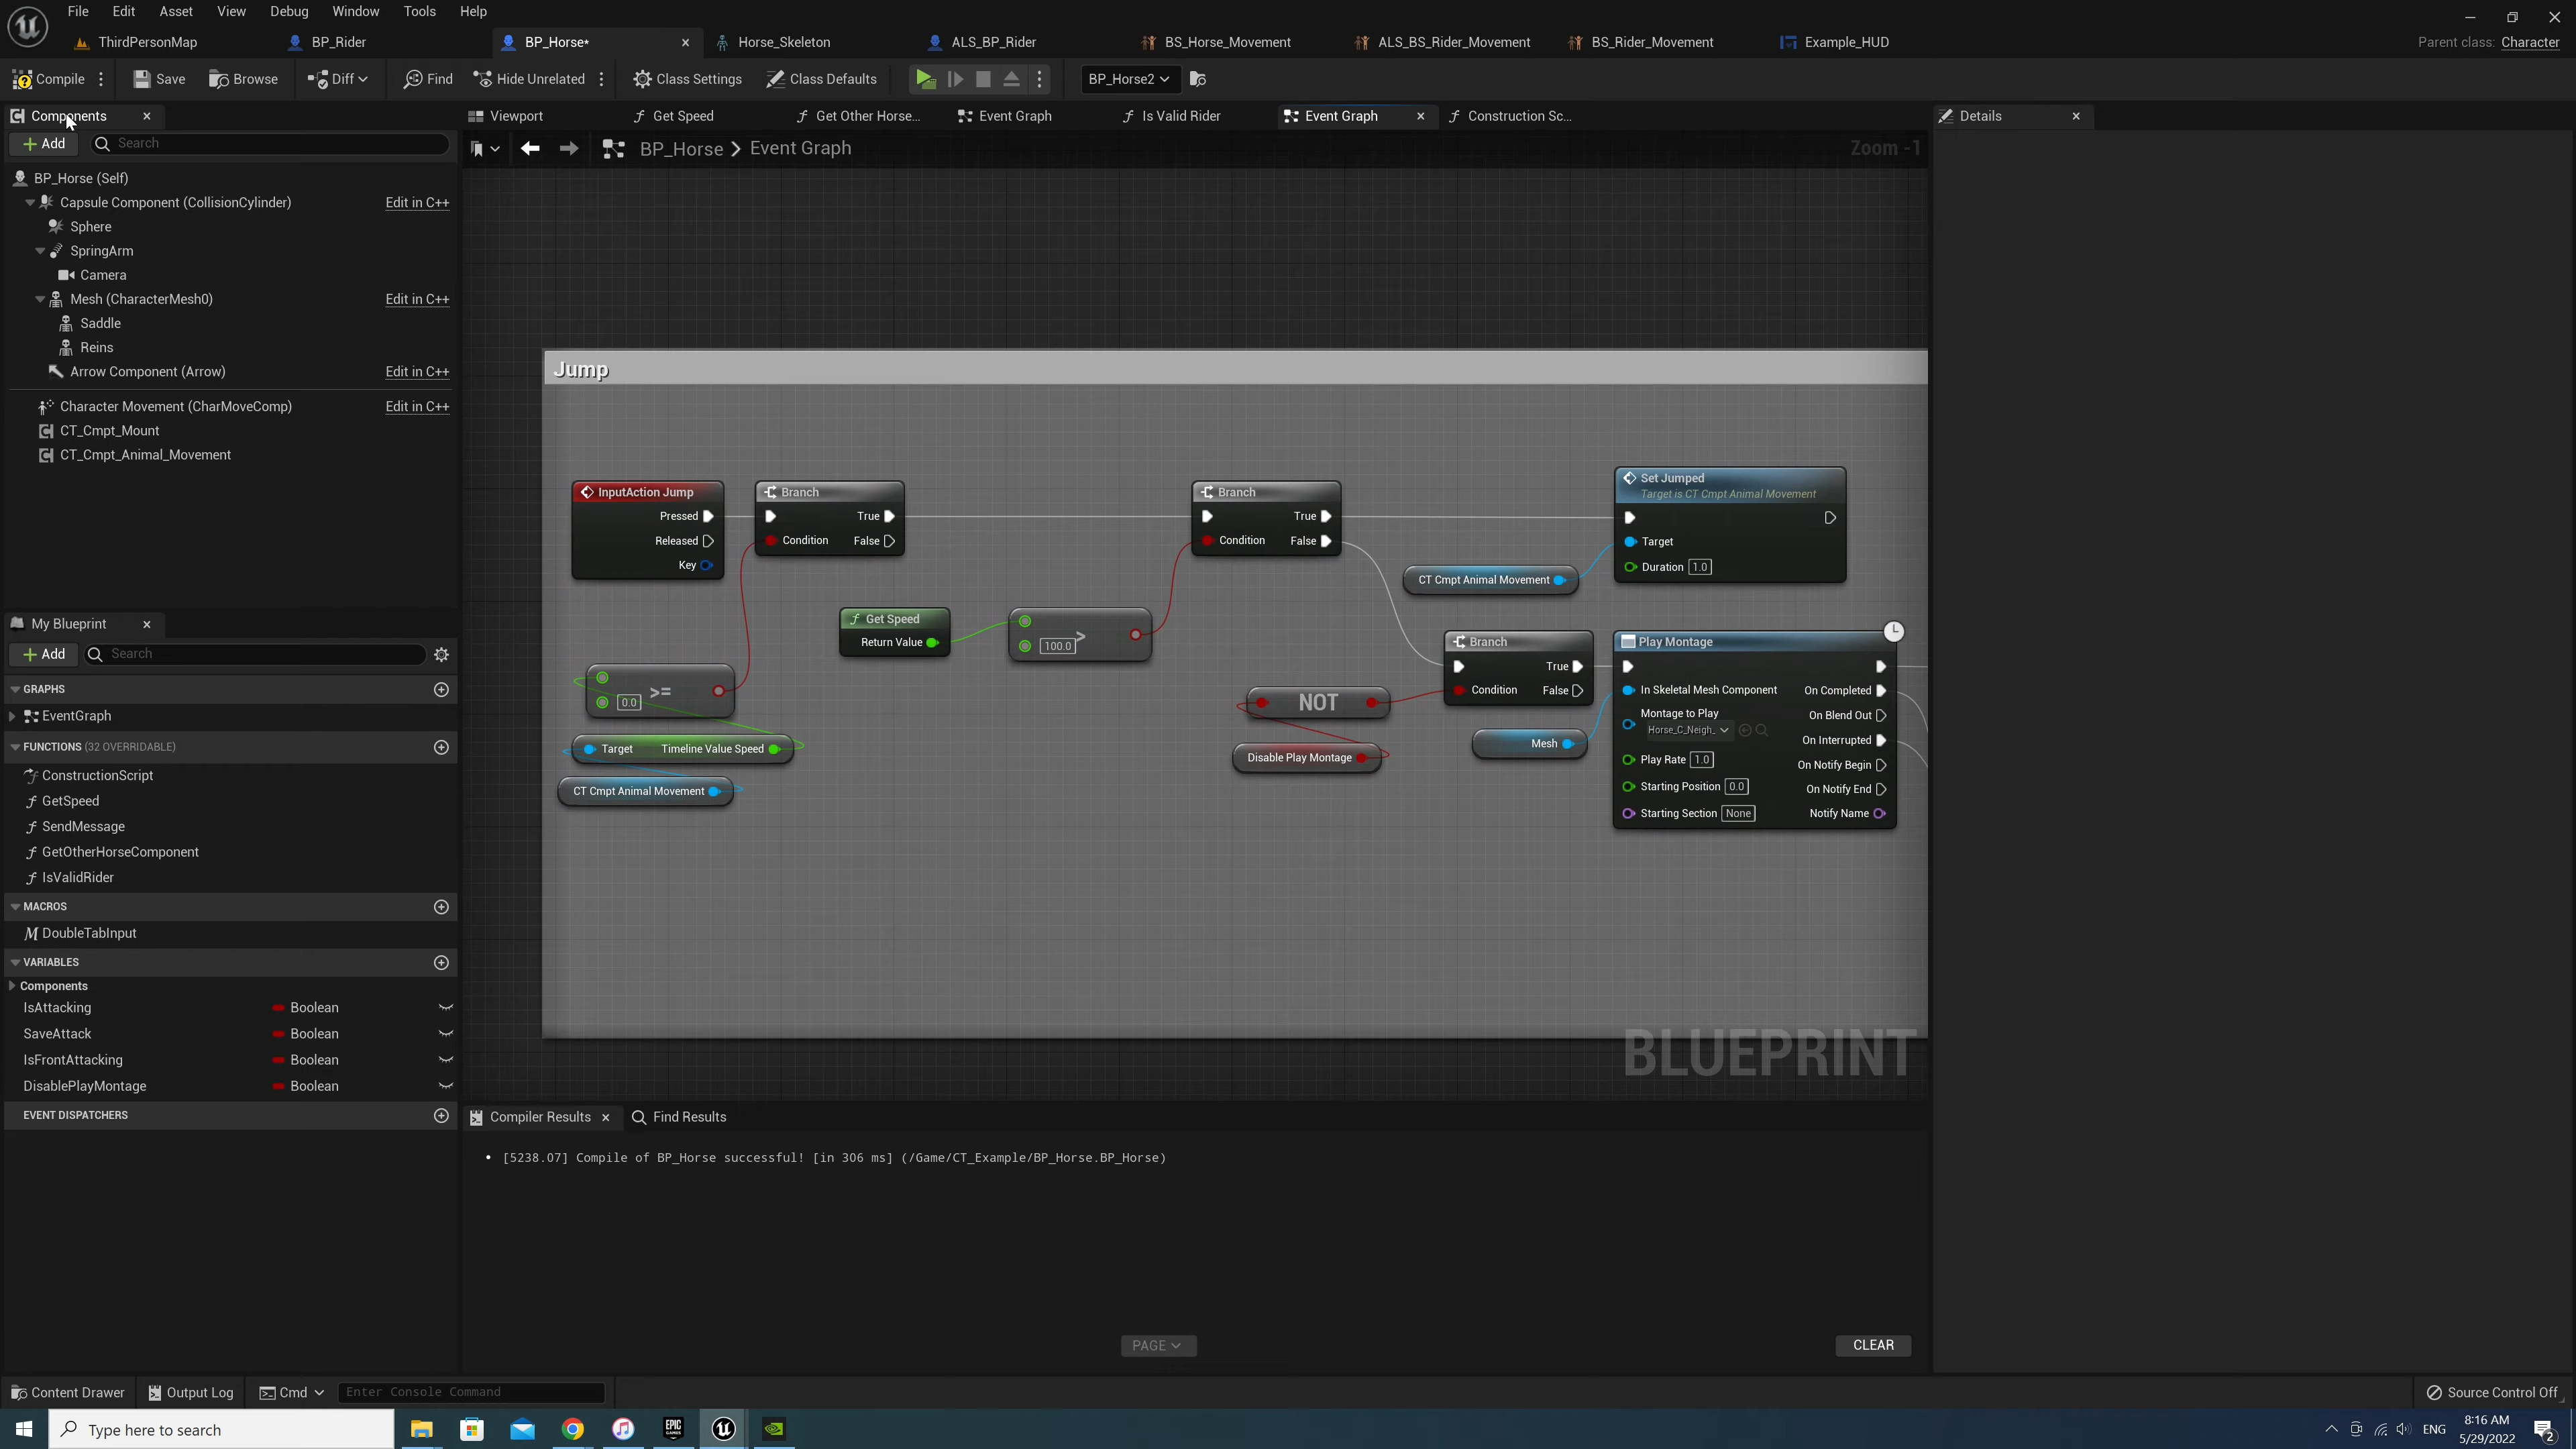 File Edit Asset View Debug Window Tools Help
ThirdPersonMap BP_Rider BP_Horse* Horse_Skeleton ALS_BP_Rider BS_Horse_Movement ALS_BS_Rider_Movement BS_Rider_Movement Example_HUD Parent class: Character
Compile Save Browse Diff Find Hide Unrelated Class Settings Class Defaults BP_Horse2
Components
Add Search
BP_Horse (Self)
Capsule Component (CollisionCylinder) Edit in C++
Sphere
SpringArm
Camera
Mesh (CharacterMesh0) Edit in C++
Saddle
Reins
Arrow Component (Arrow) Edit in C++
Character Movement (CharMoveComp) Edit in C++
CT_Cmpt_Mount
CT_Cmpt_Animal_Movement
My Blueprint
Add Search
GRAPHS
EventGraph
FUNCTIONS (32 OVERRIDABLE)
ConstructionScript
GetSpeed
SendMessage
GetOtherHorseComponent
IsValidRider
MACROS
DoubleTabInput
VARIABLES
Components
IsAttacking Boolean
SaveAttack Boolean
IsFrontAttacking Boolean
DisablePlayMontage Boolean
EVENT DISPATCHERS
Viewport Get Speed Get Other Horse... Event Graph Is Valid Rider Event Graph Construction Sc...
BP_Horse > Event Graph Zoom -1
Jump
InputAction Jump
Pressed
Released
Key
Branch
True
Condition False
Get Speed
Return Value
100.0 >
0.0 >=
Target Timeline Value Speed
CT Cmpt Animal Movement
Branch
True
Condition False
NOT
Disable Play Montage
CT Cmpt Animal Movement
Set Jumped
Target is CT Cmpt Animal Movement
Target
Duration 1.0
Branch
True
Condition False
Mesh
Play Montage
In Skeletal Mesh Component On Completed
Montage to Play On Blend Out
Horse_C_Neigh_
On Interrupted
Play Rate 1.0 On Notify Begin
Starting Position 0.0 On Notify End
Starting Section None Notify Name
BLUEPRINT
Compiler Results Find Results
• [5238.07] Compile of BP_Horse successful! [in 306 ms] (/Game/CT_Example/BP_Horse.BP_Horse)
PAGE CLEAR
Details
Content Drawer Output Log Cmd Enter Console Command Source Control Off
Type here to search
EPIC GAMES
ENG
8:16 AM
5/29/2022
2